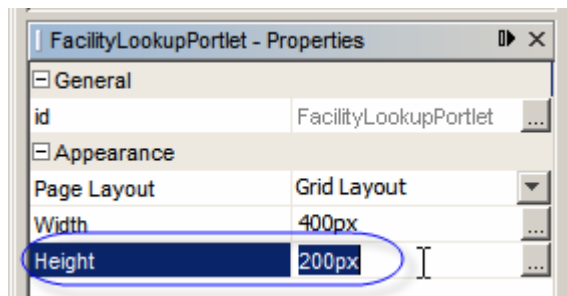 FacilityLookupPortlet - Properties
General
id FacilityLookupPortlet ...
Appearance
Page Layout Grid Layout
Width 400px ...
Height 200px ...